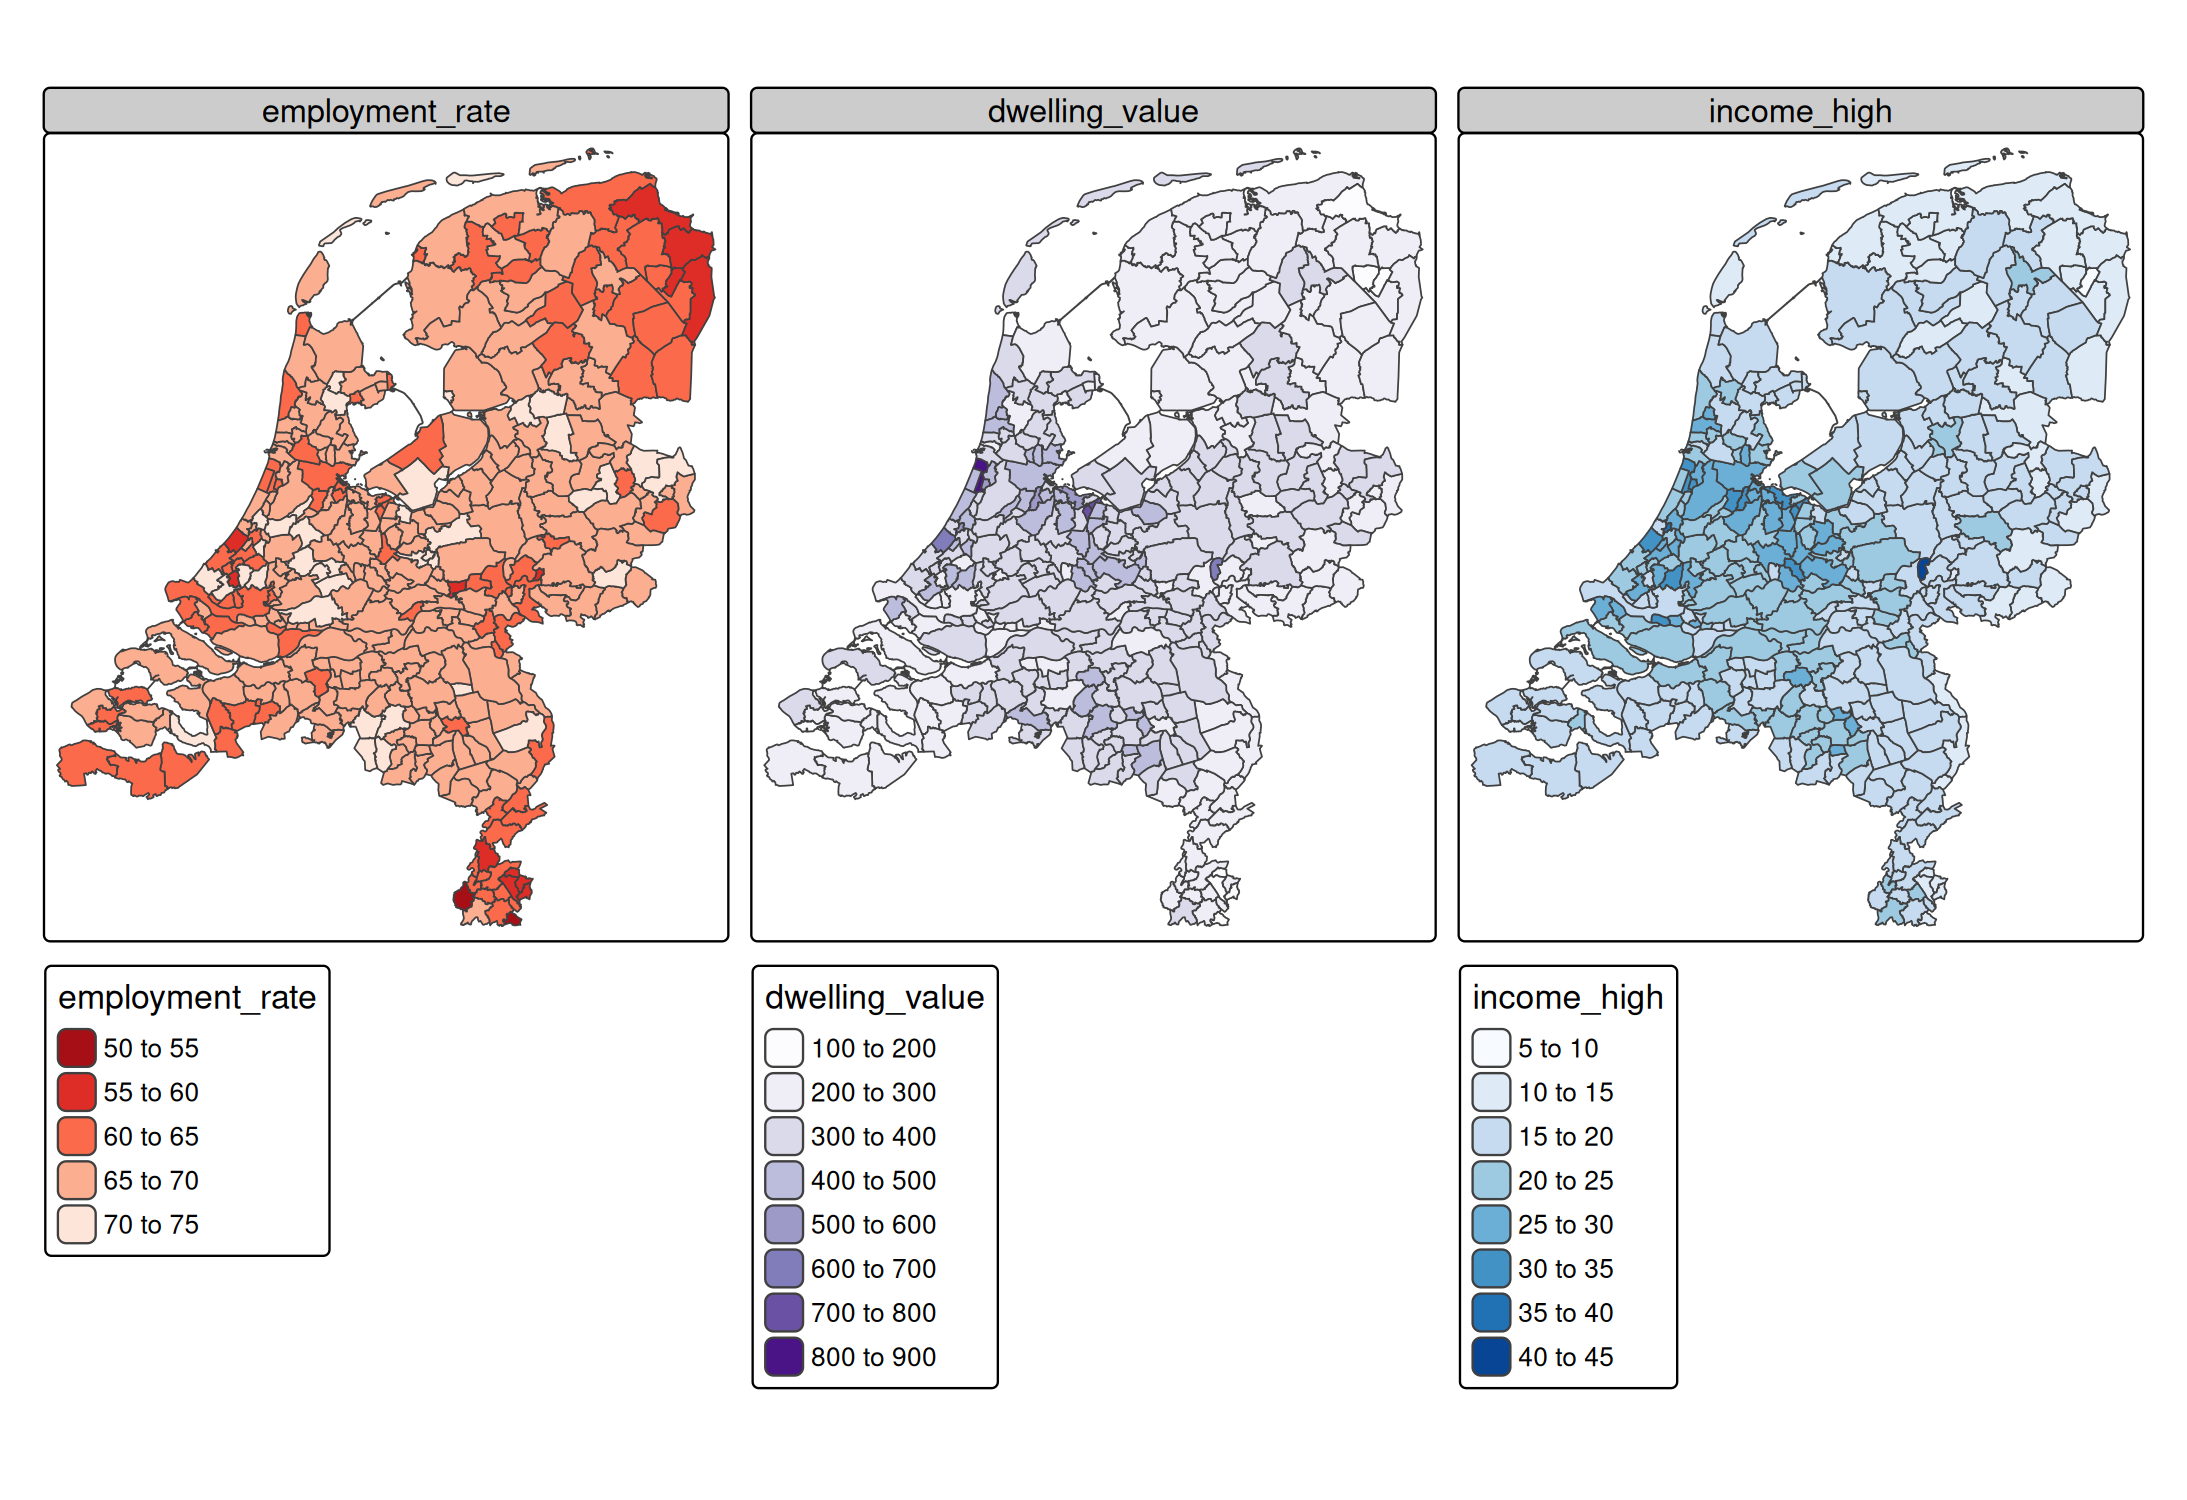 employment_rate
dwelling_value
income_high
employment_rate
50 to 55
55 to 60
60 to 65
65 to 70
70 to 75
dwelling_value
100 to 200
200 to 300
300 to 400
400 to 500
500 to 600
600 to 700
700 to 800
800 to 900
income_high
5 to 10
10 to 15
15 to 20
20 to 25
25 to 30
30 to 35
35 to 40
40 to 45